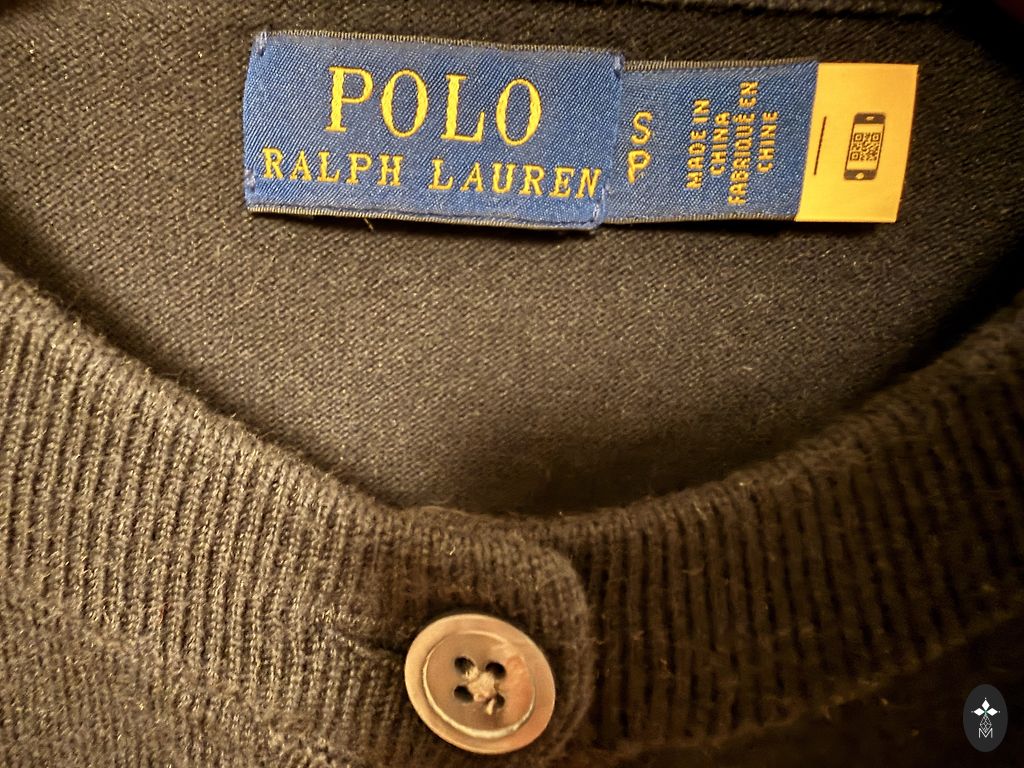 POLO
RALPH LAUREN
S
P
MADE IN
CHINA
FABRIQUÉ EN
CHINE
M